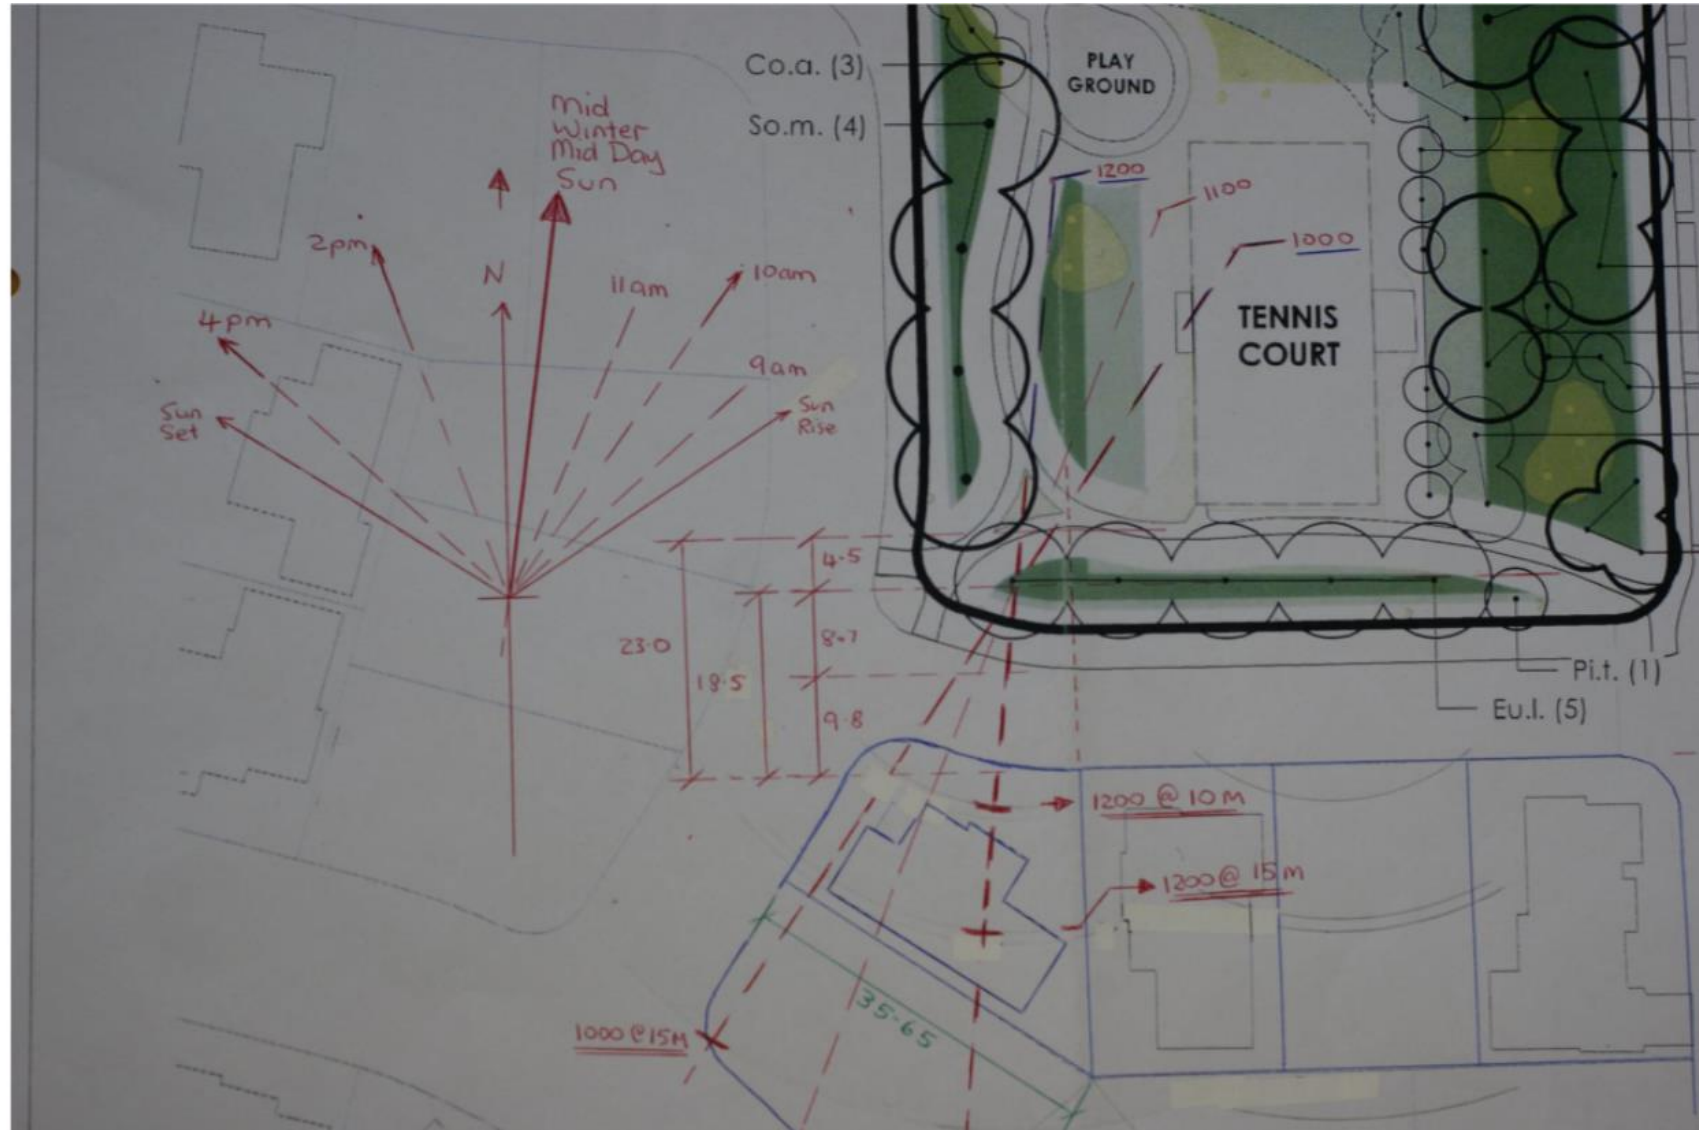 Co.a. (3)
So.m. (4)
PLAY
GROUND
Mid
Winter
Mid Day
Sun
2pm
N
11am
10am
4pm
9am
Sun
Set
Sun
Rise
1200
1100
1000
TENNIS
COURT
4.5
23.0
8.7
18.5
9.8
Pi.t. (1)
Eu.l. (5)
1200 @ 10M
1200 @ 15M
35.65
1000 @ 15M